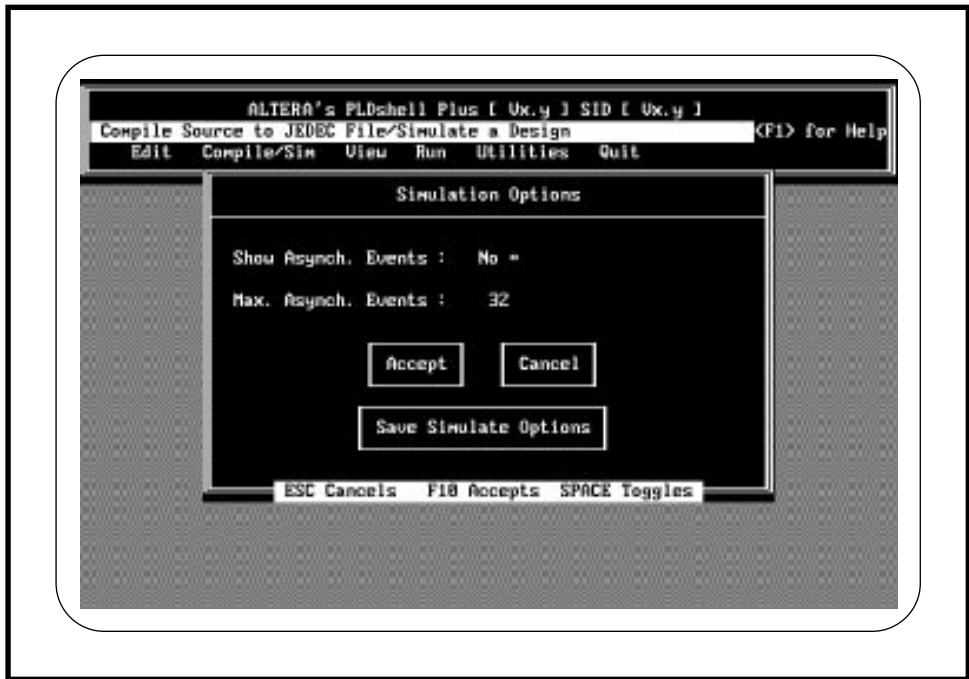 ALTERA's PLDshell Plus [ Vx.y ] SID [ Vx.y ]
Compile Source to JEDEC File/Simulate a Design <F1> for Help
Edit Compile/Sim View Run Utilities Quit
Simulation Options
Show Asynch. Events : No
Max. Asynch. Events : 32
Accept Cancel
Save Simulate Options
ESC Cancels F10 Accepts SPACE Toggles